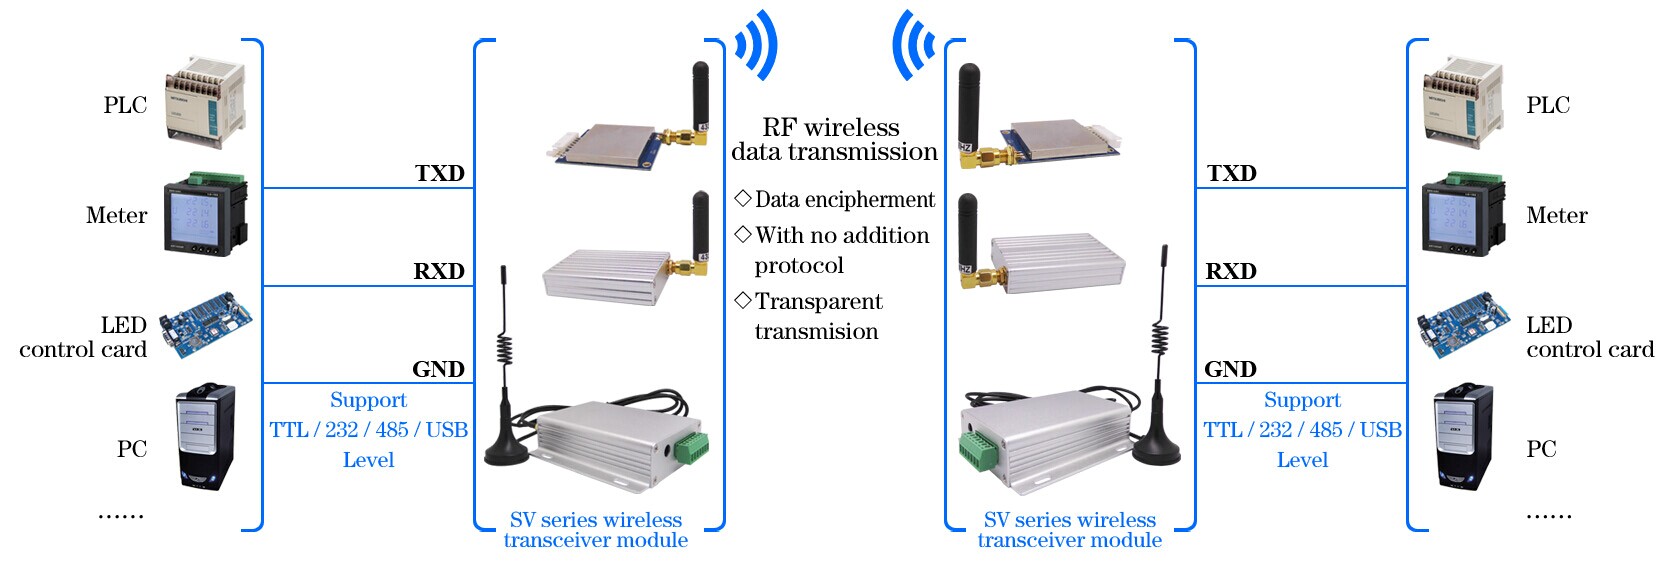 PLC
Meter
LED
control card
PC
......
TXD
RXD
GND
Support
TTL / 232 / 485 / USB
Level
SV series wireless
transceiver module
RF wireless
data transmission
◇ Data encipherment
◇ With no addition
protocol
◇ Transparent
transmision
SV series wireless
transceiver module
TXD
RXD
GND
Support
TTL / 232 / 485 / USB
Level
PLC
Meter
LED
control card
PC
......